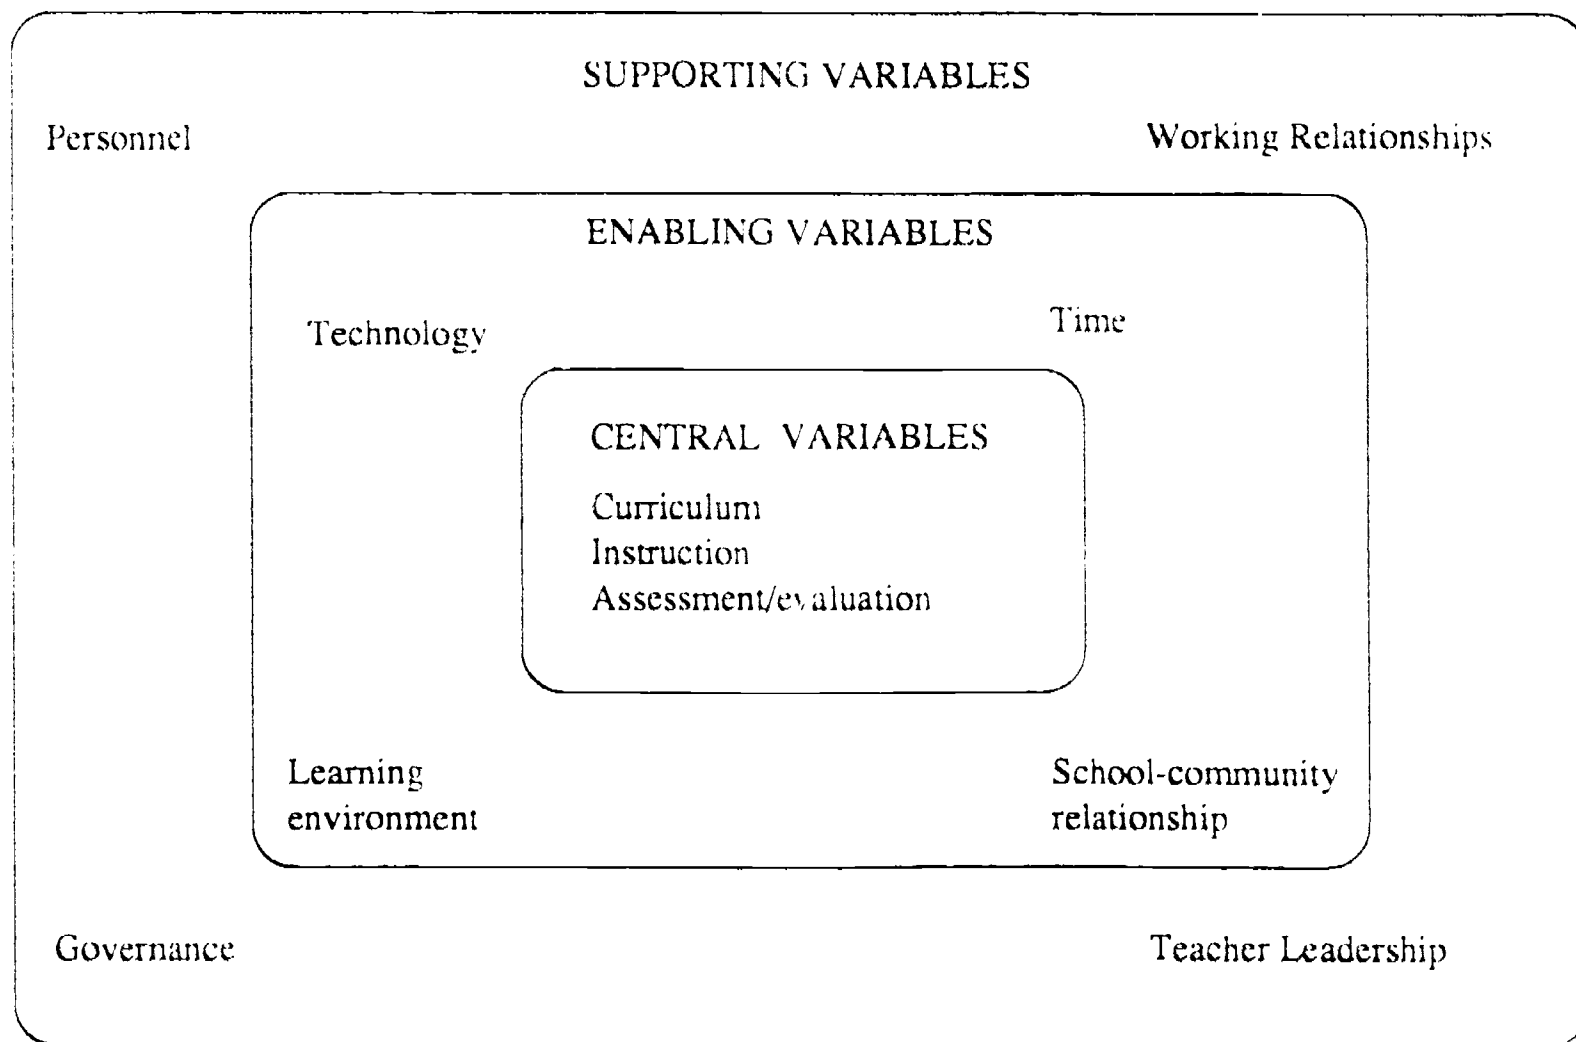 SUPPORTING VARIABLES
Personnel
Working Relationships
ENABLING VARIABLES
Technology
Time
CENTRAL VARIABLES
Curriculum
Instruction
Assessment/evaluation
Learning
environment
School-community
relationship
Governance
Teacher Leadership